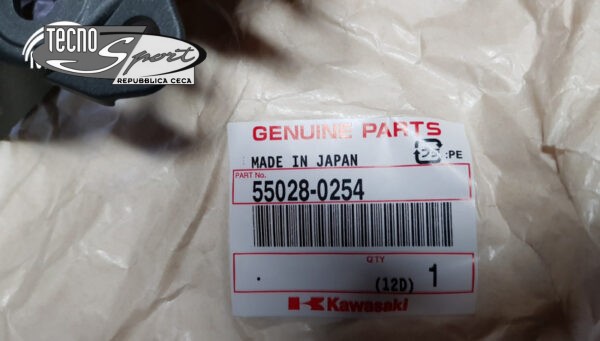 TECNO
Sport
REPUBBLICA CECA
GENUINE PARTS
MADE IN JAPAN
:PE
PART No.
55028-0254
QTY
(12D) 1
Kawasaki